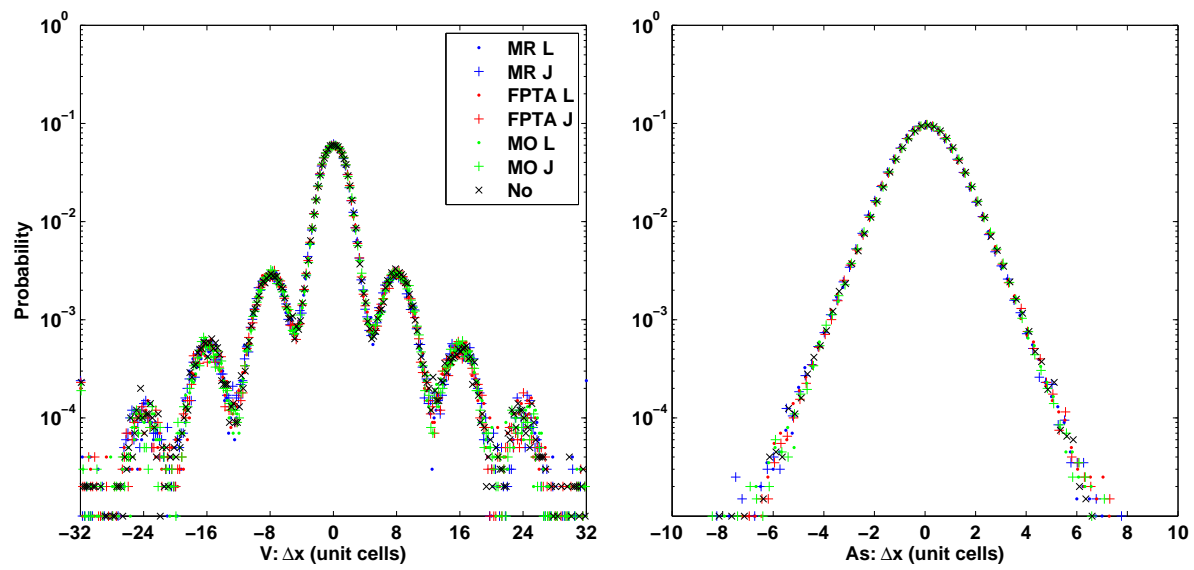 10^0
10^-1
10^-2
10^-3
10^-4
Probability
−32 −24 −16 −8 0 8 16 24 32
V: Δx (unit cells)
MR L
MR J
FPTA L
FPTA J
MO L
MO J
No
10^0
10^-1
10^-2
10^-3
10^-4
−10 −8 −6 −4 −2 0 2 4 6 8 10
As: Δx (unit cells)